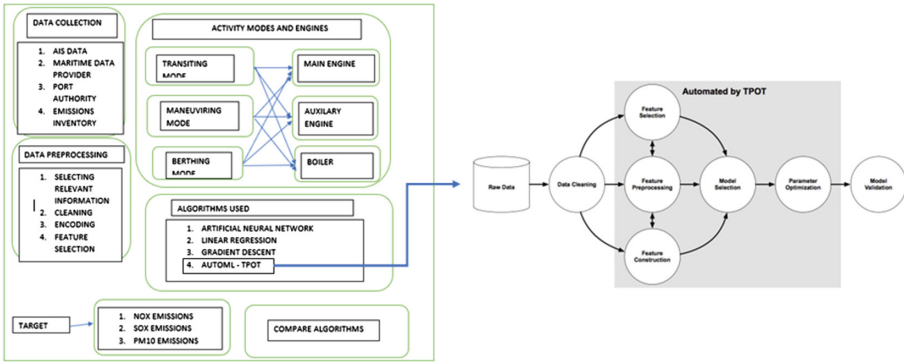 DATA COLLECTION
1. AIS DATA
2. MARITIME DATA
PROVIDER
3. PORT
AUTHORITY
4. EMISSIONS
INVENTORY
DATA PREPROCESSING
1. SELECTING
RELEVANT
INFORMATION
2. CLEANING
3. ENCODING
4. FEATURE
SELECTION
ACTIVITY MODES AND ENGINES
TRANSITING
MODE
MANEUVIRING
MODE
BERTHING MODE
MAIN ENGINE
AUXILARY
ENGINE
BOILER
ALGORITHMS USED
1. ARTIFICIAL NEURAL NETWORK
2. LINEAR REGRESSION
3. GRADIENT DESCENT
4. AUTOML - TPOT
TARGET
1. NOX EMISSIONS
2. SOX EMISSIONS
3. PM10 EMISSIONS
COMPARE ALGORITHMS
Automated by TPOT
Raw Data
Data Cleaning
Feature
Selection
Feature
Preprocessing
Feature
Construction
Model
Selection
Parameter
Optimization
Model
Validation